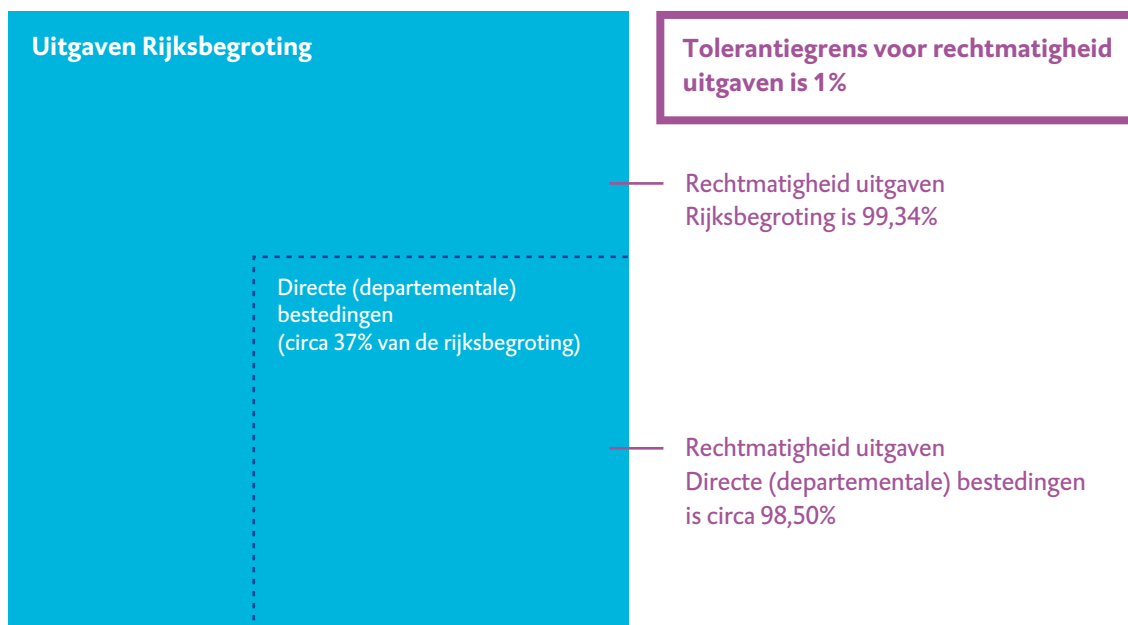 Uitgaven Rijksbegroting
Tolerantiegrens voor rechtmatigheid
uitgaven is 1%
Rechtmatigheid uitgaven
Rijksbegroting is 99,34%
Directe (departementale)
bestedingen
(circa 37% van de rijksbegroting)
Rechtmatigheid uitgaven
Directe (departementale) bestedingen
is circa 98,50%